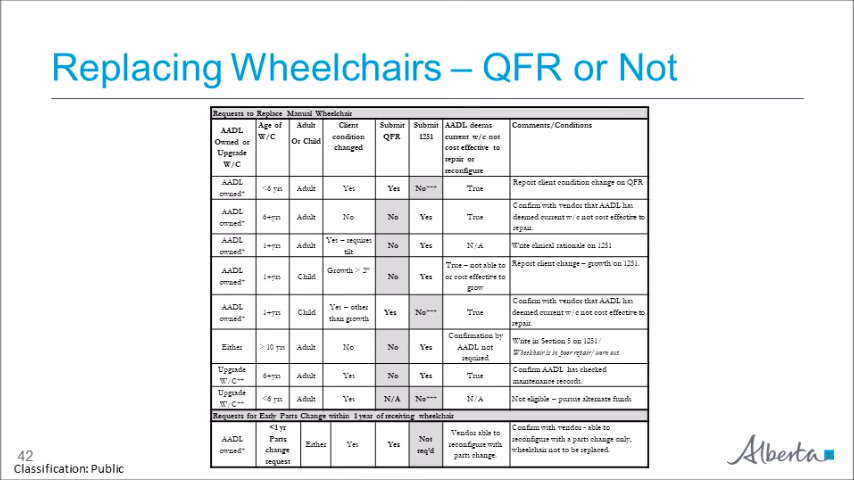 Replacing Wheelchairs – QFR or Not
Requests to Replace Manual Wheelchair
AADL Owned or Upgrade W/C | Age of W/C | Adult Or Child | Client condition changed | Submit QFR | Submit 1251 | AADL deems current w/c not cost effective to repair or reconfigure | Comments/Conditions
AADL owned* | <6 yrs | Adult | Yes | Yes | No*** | True | Report client condition change on QFR
AADL owned* | 6+yrs | Adult | No | No | Yes | True | Confirm with vendor that AADL has deemed current w/c not cost effective to repair.
AADL owned* | 1+yrs | Adult | Yes – requires tilt | No | Yes | N/A | Write clinical rationale on 1251
AADL owned* | 1+yrs | Child | Growth > 2" | No | Yes | True – not able to or cost effective to grow | Report client change – growth on 1251.
AADL owned* | 1+yrs | Child | Yes – other than growth | Yes | No*** | True | Confirm with vendor that AADL has deemed current w/c not cost effective to repair.
Either | > 10 yrs | Adult | No | No | Yes | Confirmation by AADL not required | Write in Section 5 on 1251/ Wheelchair is in poor repair/ worn out
Upgrade W/C** | 6+yrs | Adult | Yes | No | Yes | True | Confirm AADL has checked maintenance records.
Upgrade W/C** | <6 yrs | Adult | Yes | N/A | No*** | N/A | Not eligible – pursue alternate funds
Requests for Early Parts Change within 1 year of receiving wheelchair
AADL owned* | <1 yr Parts change request | Either | Yes | Yes | Not req'd | Vendor able to reconfigure with parts change. | Confirm with vendor - able to reconfigure with a parts change only, wheelchair not to be replaced.
42
Classification: Public
Alberta